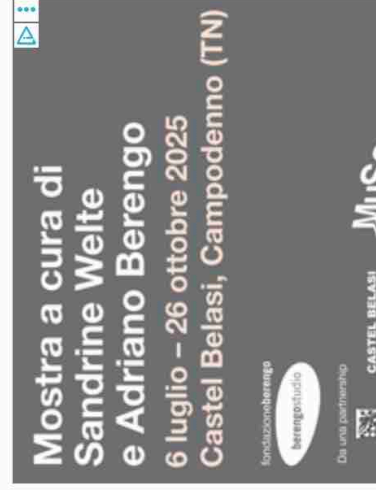 Mostra a cura di
Sandrine Welte
e Adriano Berengo
6 luglio – 26 ottobre 2025
Castel Belasi, Campodenno (TN)
fondazioneberengo
berengostudio
Da una partnership
CASTEL BELASI